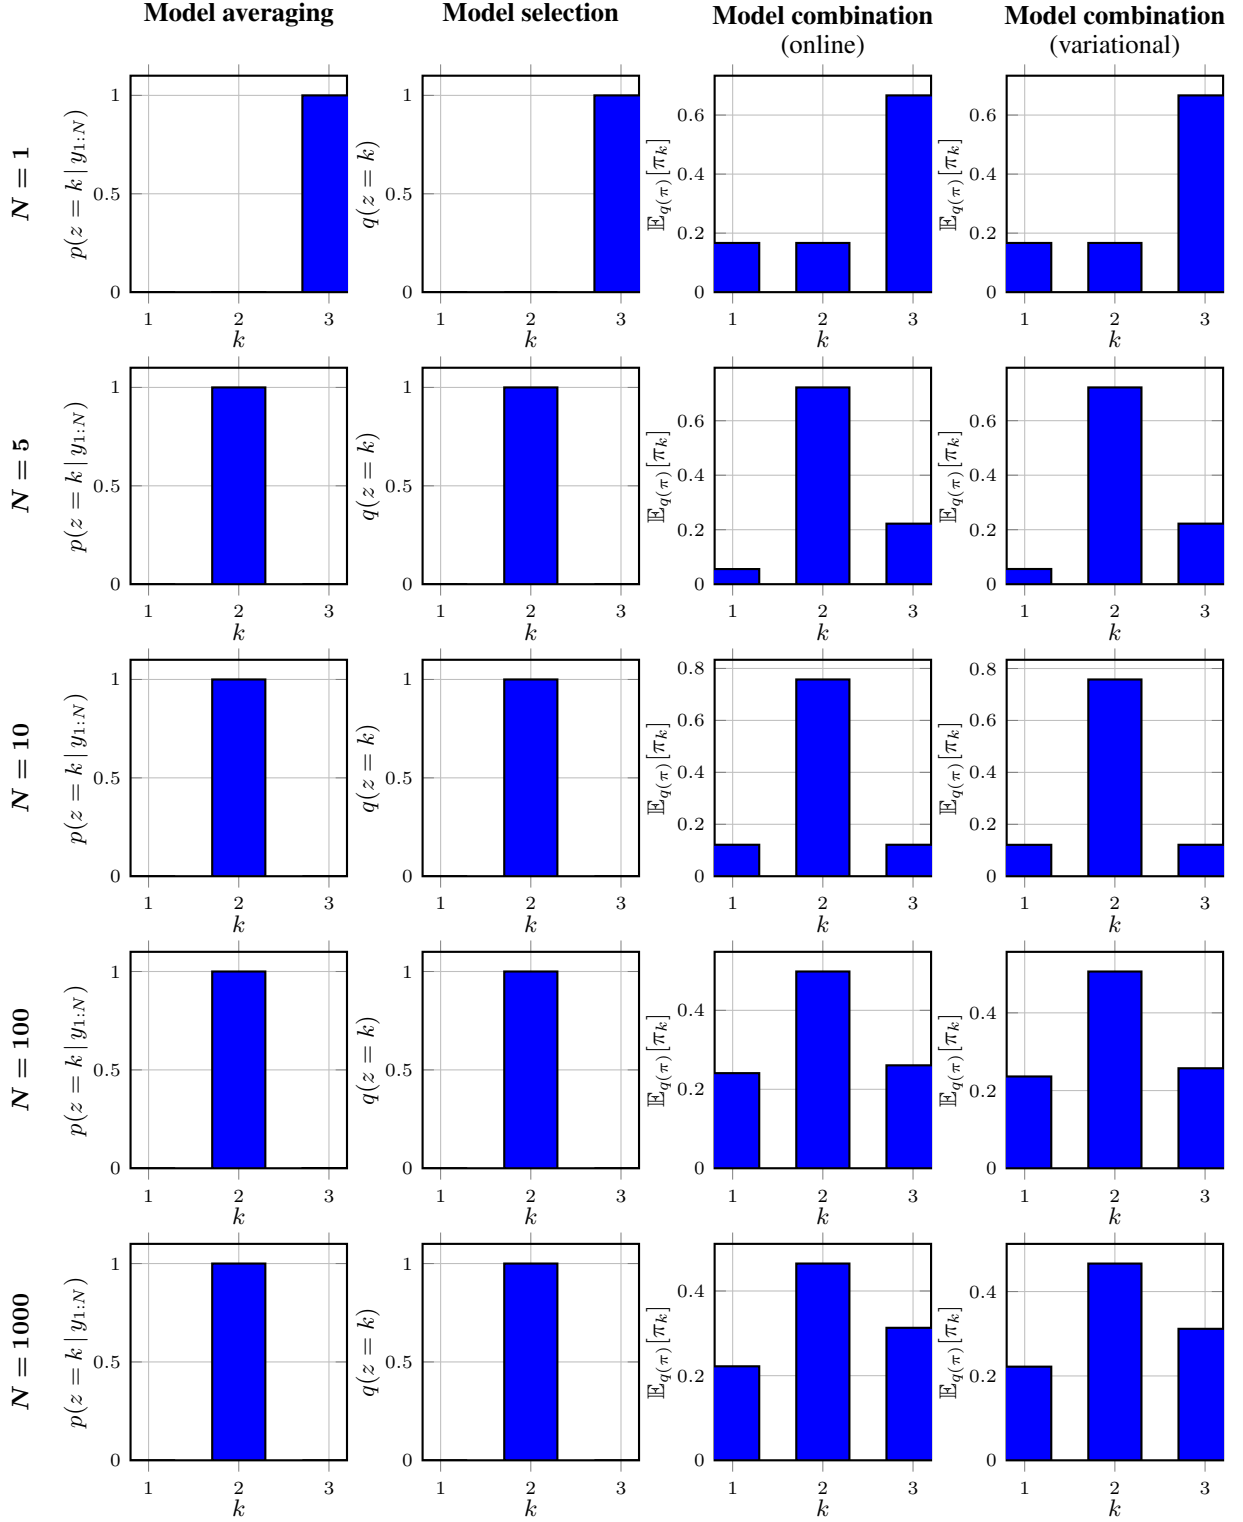 Model averaging
Model selection
Model combination
(online)
Model combination
(variational)
N = 1
p(z = k | y1:N)
1
0.5
0
1 2 3
k
q(z = k)
1
0.5
0
1 2 3
k
𝔼q(π)[πk]
0.6
0.4
0.2
0
1 2 3
k
𝔼q(π)[πk]
0.6
0.4
0.2
0
1 2 3
k
N = 5
p(z = k | y1:N)
1
0.5
0
1 2 3
k
q(z = k)
1
0.5
0
1 2 3
k
𝔼q(π)[πk]
0.6
0.4
0.2
0
1 2 3
k
𝔼q(π)[πk]
0.6
0.4
0.2
0
1 2 3
k
N = 10
p(z = k | y1:N)
1
0.5
0
1 2 3
k
q(z = k)
1
0.5
0
1 2 3
k
𝔼q(π)[πk]
0.8
0.6
0.4
0.2
0
1 2 3
k
𝔼q(π)[πk]
0.8
0.6
0.4
0.2
0
1 2 3
k
N = 100
p(z = k | y1:N)
1
0.5
0
1 2 3
k
q(z = k)
1
0.5
0
1 2 3
k
𝔼q(π)[πk]
0.4
0.2
0
1 2 3
k
𝔼q(π)[πk]
0.4
0.2
0
1 2 3
k
N = 1000
p(z = k | y1:N)
1
0.5
0
1 2 3
k
q(z = k)
1
0.5
0
1 2 3
k
𝔼q(π)[πk]
0.4
0.2
0
1 2 3
k
𝔼q(π)[πk]
0.4
0.2
0
1 2 3
k